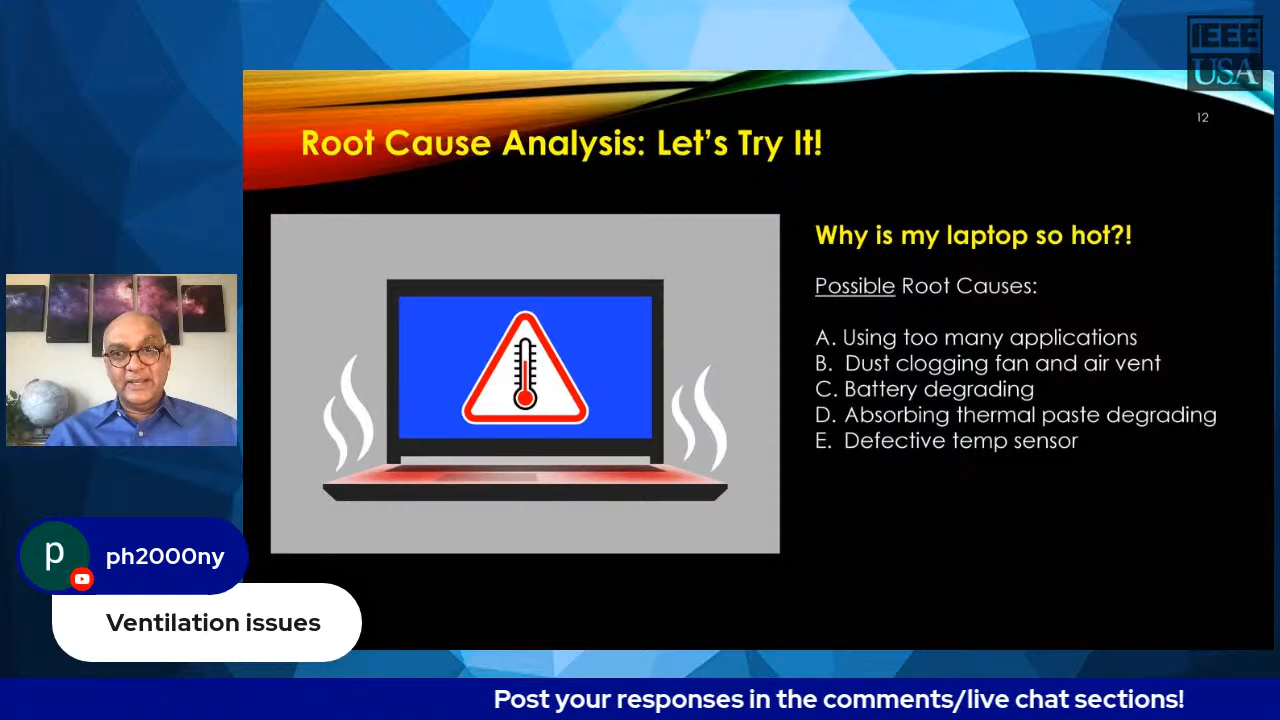 IEEE
USA
12
Root Cause Analysis: Let's Try It!
Why is my laptop so hot?!
Possible Root Causes:
A. Using too many applications
B. Dust clogging fan and air vent
C. Battery degrading
D. Absorbing thermal paste degrading
E. Defective temp sensor
p
ph2000ny
Ventilation issues
Post your responses in the comments/live chat sections!